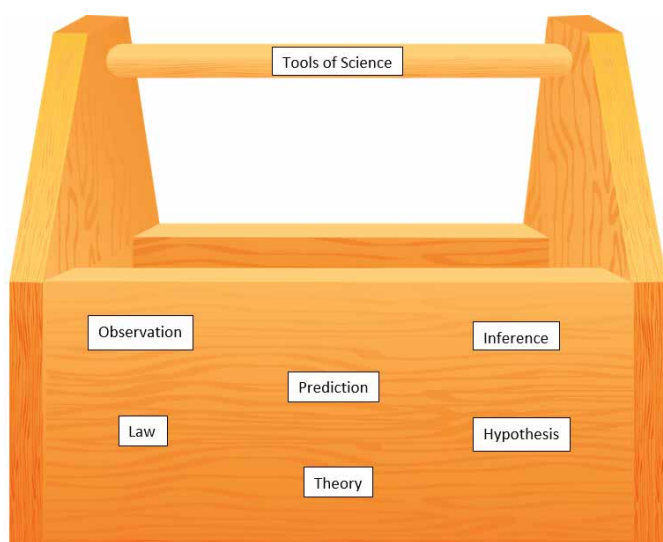 Tools of Science
Observation
Inference
Prediction
Law
Hypothesis
Theory